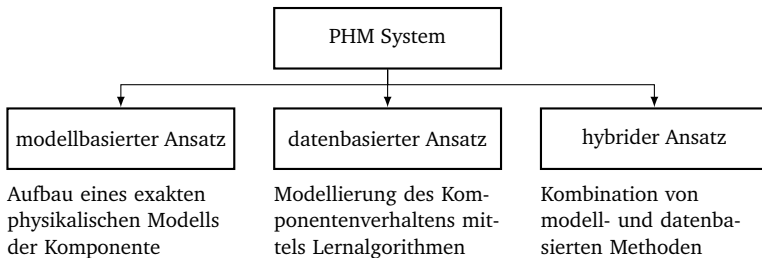 PHM System
modellbasierter Ansatz
datenbasierter Ansatz
hybrider Ansatz
Aufbau eines exakten
physikalischen Modells
der Komponente
Modellierung des Kom-
ponentenverhaltens mit-
tels Lernalgorithmen
Kombination von
modell- und datenba-
sierten Methoden